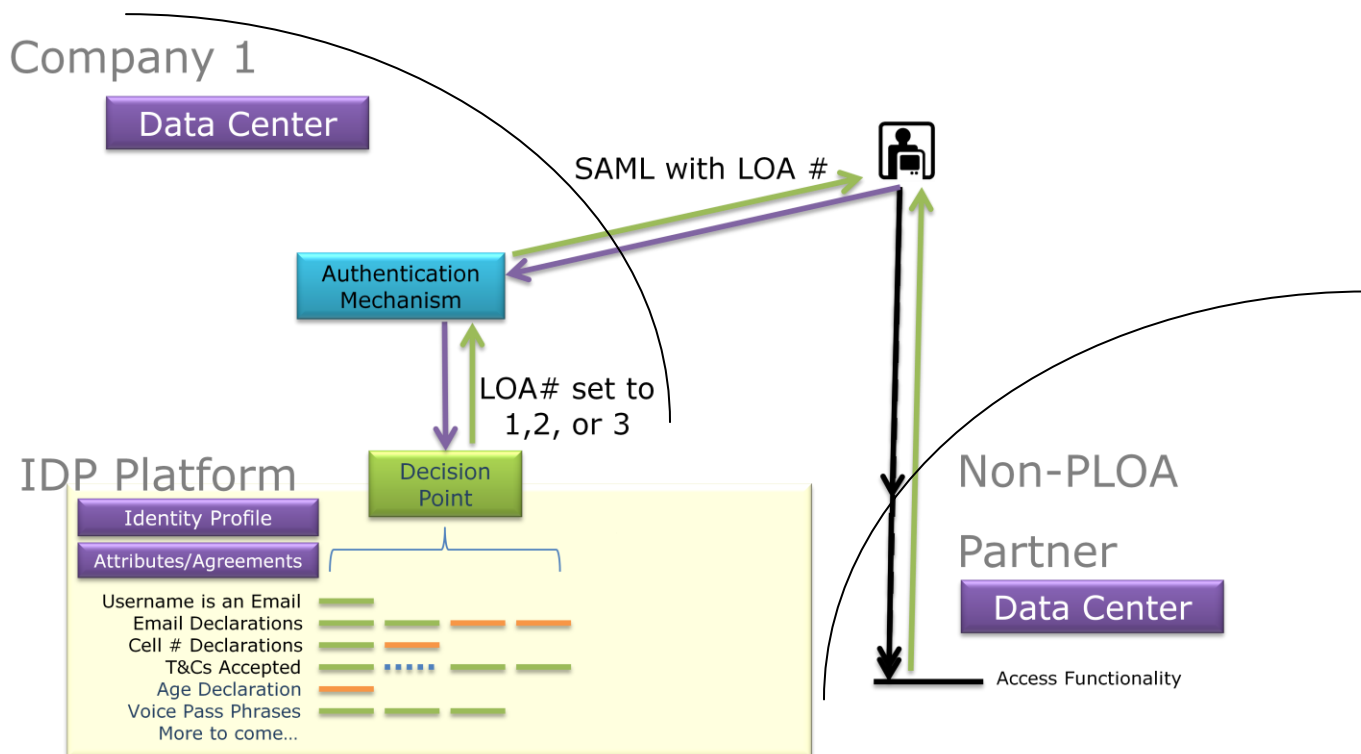 Company 1
Data Center
SAML with LOA #
Authentication
Mechanism
LOA# set to
1,2, or 3
IDP Platform
Decision
Point
Identity Profile
Attributes/Agreements
Username is an Email
Email Declarations
Cell # Declarations
T&Cs Accepted
Age Declaration
Voice Pass Phrases
More to come…
Non-PLOA
Partner
Data Center
Access Functionality